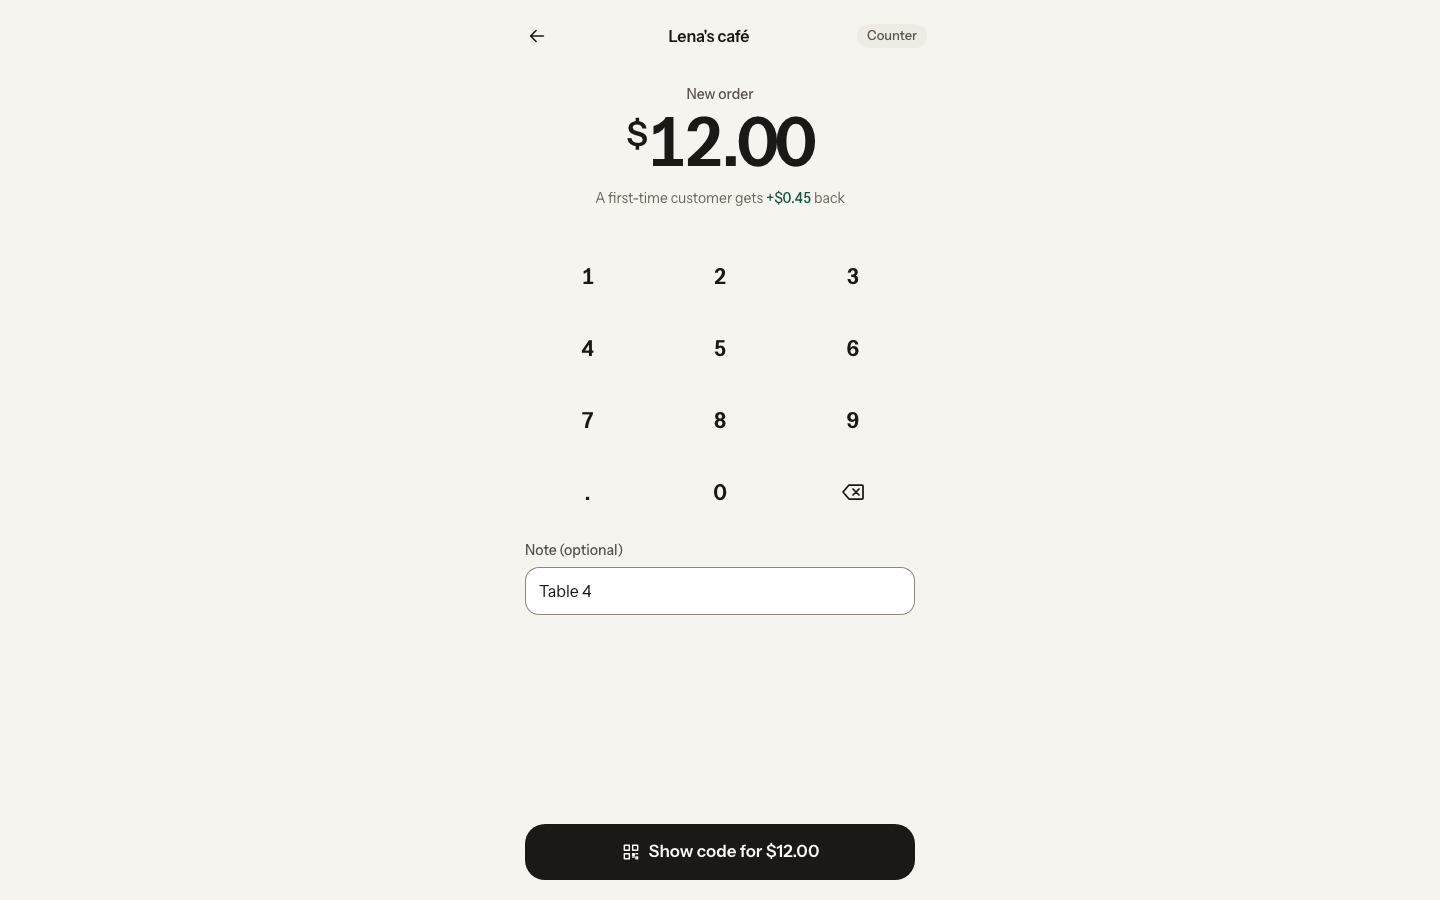 Lena's café
Counter
New order
$12.00
A first-time customer gets +$0.45 back
1 2 3
4 5 6
7 8 9
. 0
Note (optional)
Table 4
Show code for $12.00